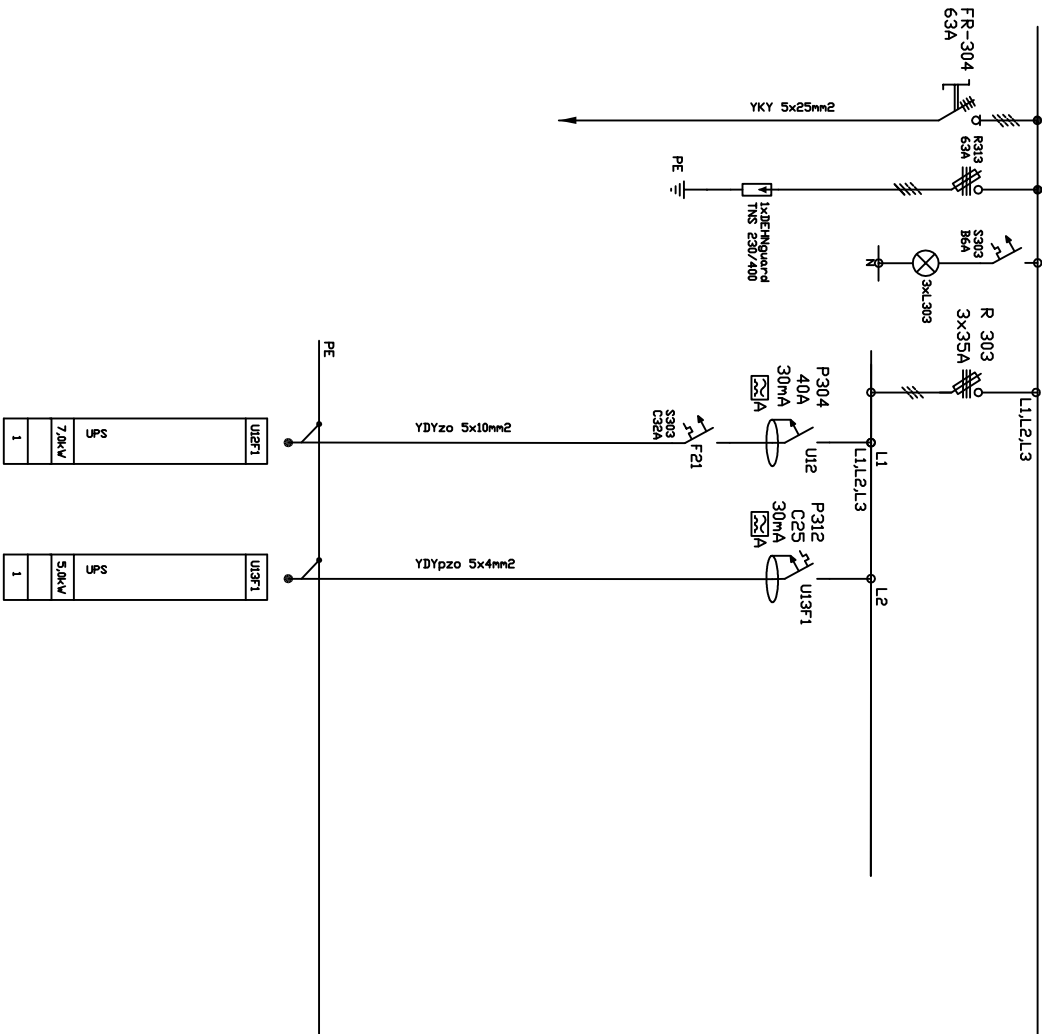 FR-304
63A
YKY 5x25mm2
R313
63A
PE
1xDEHNguard
TNS 230/400
S303
B6A
3xL303
N
R 303
3x35A
L1,L2,L3
PE
P304
40A
30mA
A
U12
L1
L1,L2,L3
S303
C32A
F21
YDYzo 5x10mm2
U12F1
UPS
7,0kW
1
P312
C25
30mA
A
U13F1
L2
YDYpzo 5x4mm2
U13F1
UPS
5,0kW
1